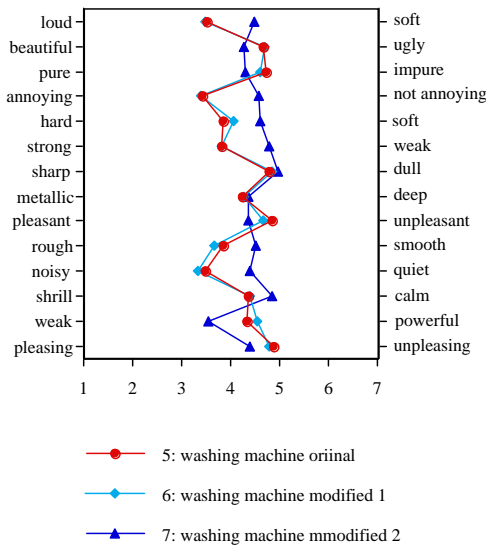 loud soft
beautiful ugly
pure impure
annoying not annoying
hard soft
strong weak
sharp dull
metallic deep
pleasant unpleasant
rough smooth
noisy quiet
shrill calm
weak powerful
pleasing unpleasing
1 2 3 4 5 6 7
5: washing machine oriinal
6: washing machine modified 1
7: washing machine mmodified 2